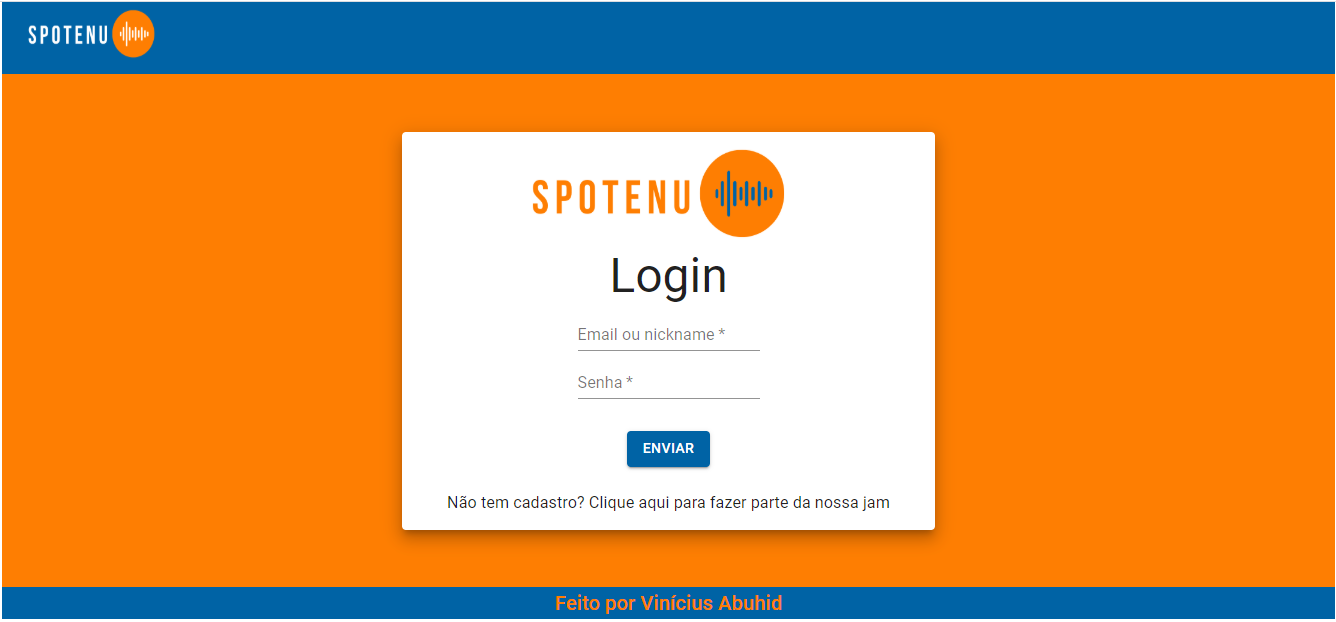 SPOTENU
SPOTENU
Login
Email ou nickname *
Senha *
ENVIAR
Não tem cadastro? Clique aqui para fazer parte da nossa jam
Feito por Vinícius Abuhid